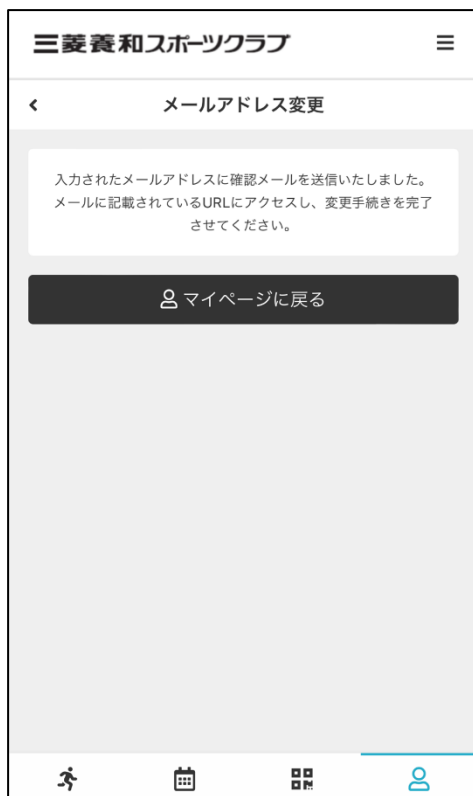 三菱養和スポーツクラブ
メールアドレス変更
入力されたメールアドレスに確認メールを送信いたしました。
メールに記載されているURLにアクセスし、変更手続きを完了
させてください。
マイページに戻る